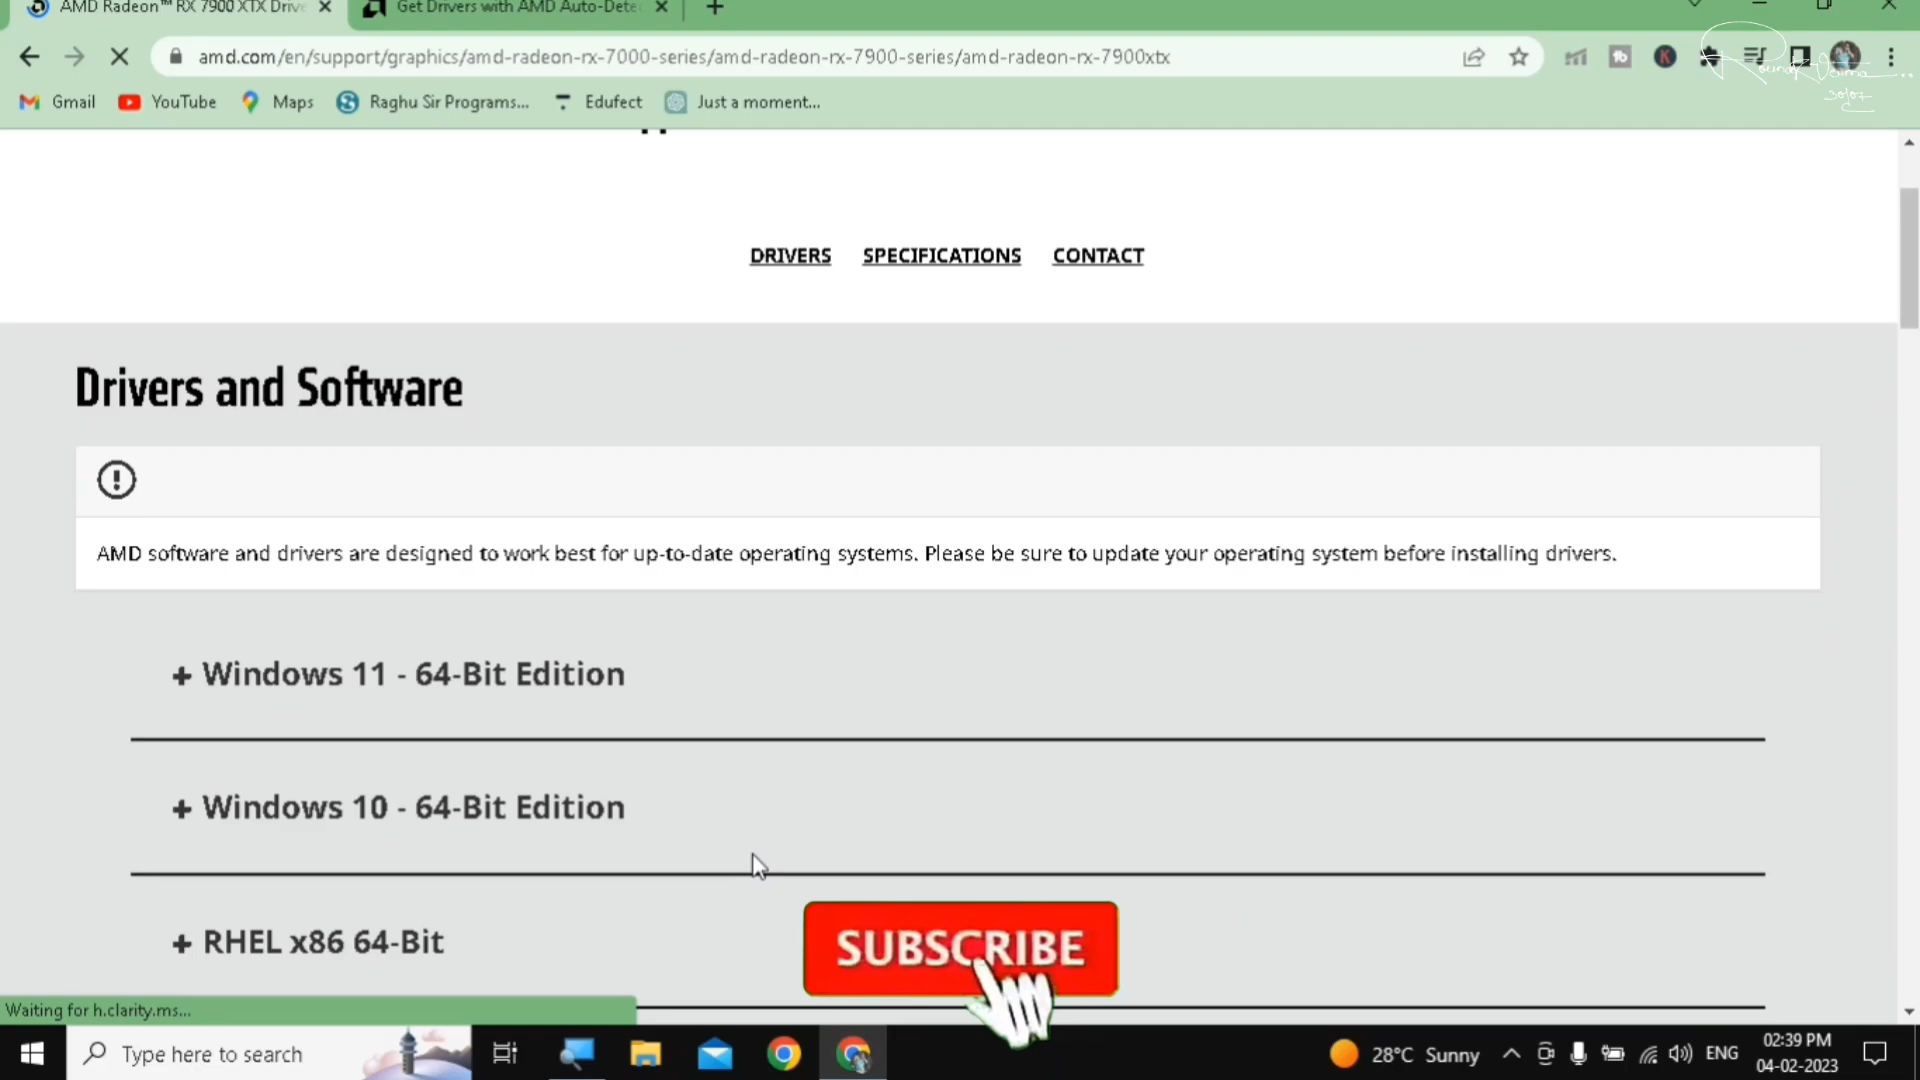 AMD Radeon™ RX 7900 XTX Drive
Get Drivers with AMD Auto-Dete
amd.com/en/support/graphics/amd-radeon-rx-7000-series/amd-radeon-rx-7900-series/amd-radeon-rx-7900xtx
Gmail YouTube Maps Raghu Sir Programs... Edufect Just a moment...
DRIVERS SPECIFICATIONS CONTACT
Drivers and Software
AMD software and drivers are designed to work best for up-to-date operating systems. Please be sure to update your operating system before installing drivers.
+ Windows 11 - 64-Bit Edition
+ Windows 10 - 64-Bit Edition
+ RHEL x86 64-Bit
SUBSCRIBE
Waiting for h.clarity.ms...
Type here to search
28°C Sunny
ENG
02:39 PM
04-02-2023